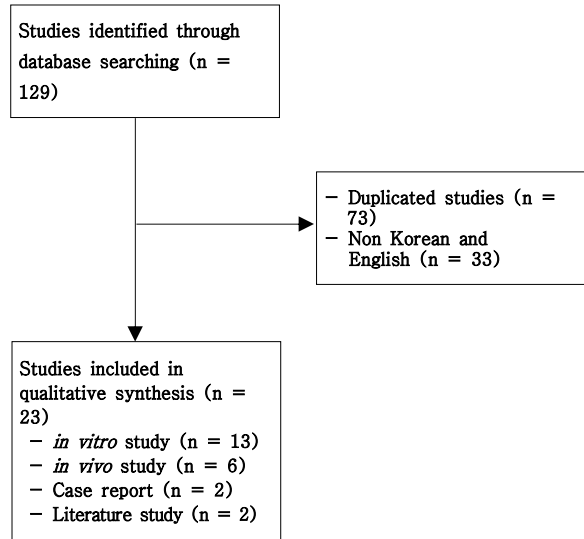 Studies identified through
database searching (n =
129)
– Duplicated studies (n =
73)
– Non Korean and
English (n = 33)
Studies included in
qualitative synthesis (n =
23)
– in vitro study (n = 13)
– in vivo study (n = 6)
– Case report (n = 2)
– Literature study (n = 2)